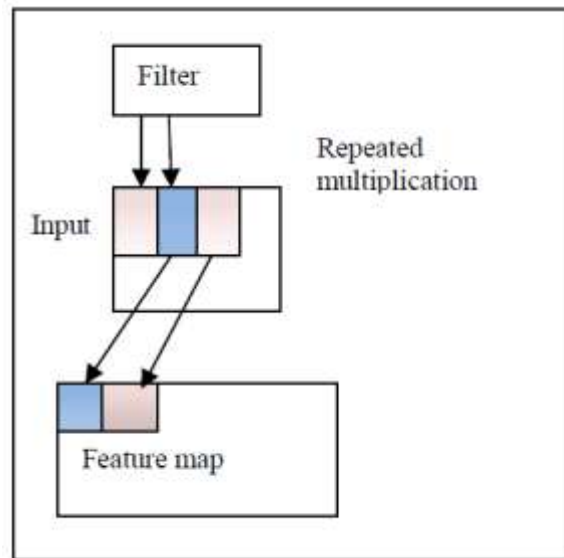 Filter
Repeated
multiplication
Input
Feature map